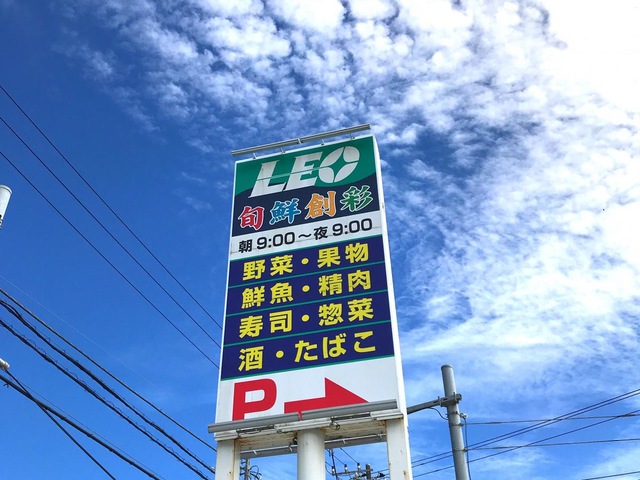 LEO
旬鮮創彩
朝9:00～夜9:00
野菜・果物
鮮魚・精肉
寿司・惣菜
酒・たばこ
P